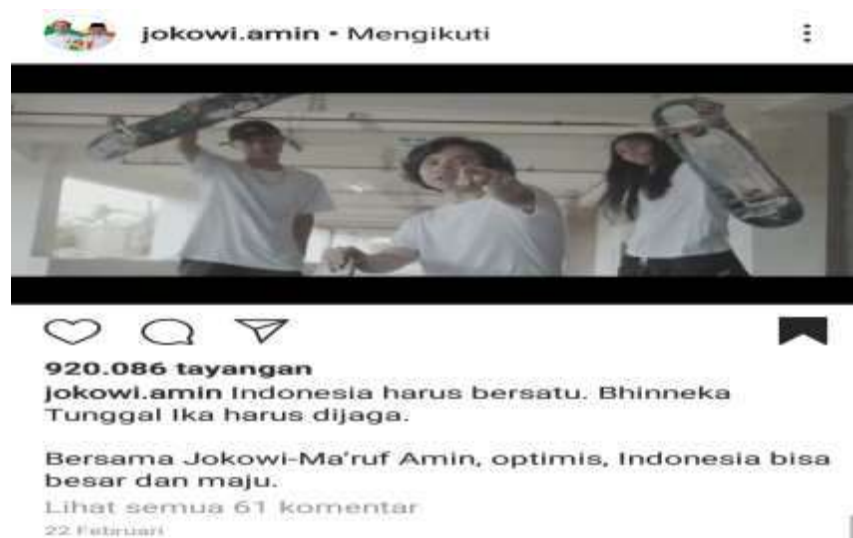 jokowi.amin • Mengikuti
920.086 tayangan
jokowi.amin Indonesia harus bersatu. Bhinneka
Tunggal Ika harus dijaga.
Bersama Jokowi-Ma'ruf Amin, optimis, Indonesia bisa
besar dan maju.
Lihat semua 61 komentar
22 Februari